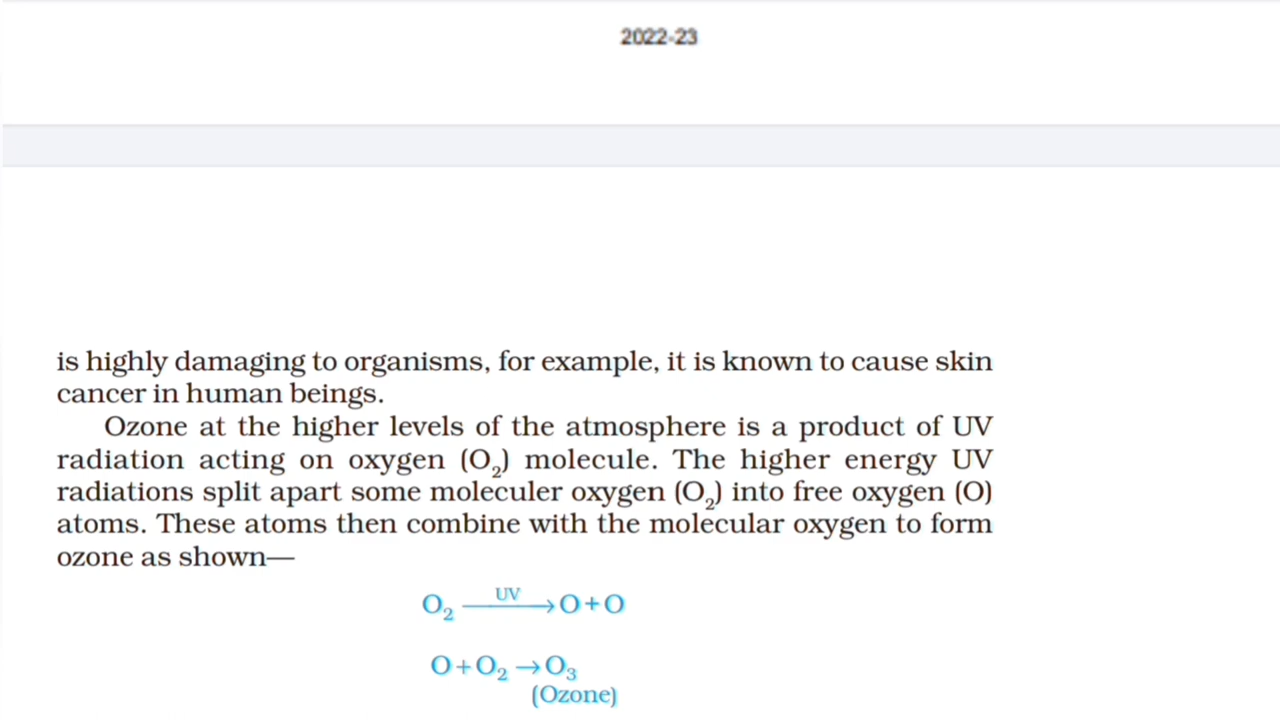 2022-23
is highly damaging to organisms, for example, it is known to cause skin
cancer in human beings.
Ozone at the higher levels of the atmosphere is a product of UV
radiation acting on oxygen (O₂) molecule. The higher energy UV
radiations split apart some moleculer oxygen (O₂) into free oxygen (O)
atoms. These atoms then combine with the molecular oxygen to form
ozone as shown—
O₂ —UV→ O+O
O+O₂ → O₃
(Ozone)